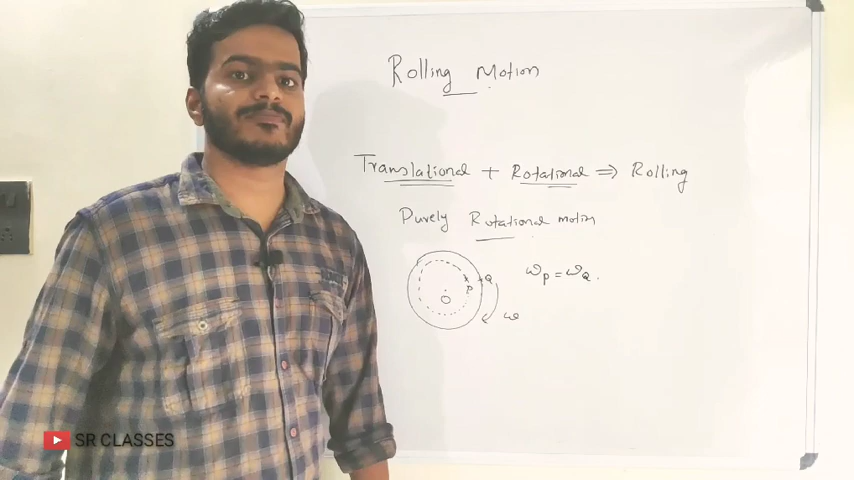 Rolling Motion
Translational + Rotational ⇒ Rolling
Purely Rotational motion
P Q
O
ω
ωP = ωQ.
SR CLASSES